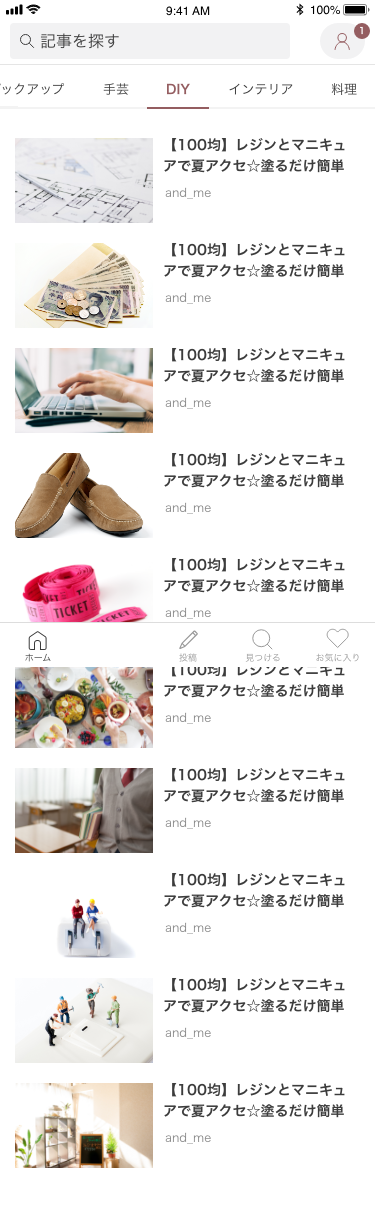 9:41 AM
100%
記事を探す
1
ックアップ
手芸
DIY
インテリア
料理
【100均】レジンとマニキュ
アで夏アクセ☆塗るだけ簡単
and_me
【100均】レジンとマニキュ
アで夏アクセ☆塗るだけ簡単
and_me
【100均】レジンとマニキュ
アで夏アクセ☆塗るだけ簡単
and_me
【100均】レジンとマニキュ
アで夏アクセ☆塗るだけ簡単
and_me
TICKET
【100均】レジンとマニキュ
アで夏アクセ☆塗るだけ簡単
and_me
ホーム
投稿
見つける
お気に入り
【100均】レジンとマニキュ
アで夏アクセ☆塗るだけ簡単
and_me
【100均】レジンとマニキュ
アで夏アクセ☆塗るだけ簡単
and_me
【100均】レジンとマニキュ
アで夏アクセ☆塗るだけ簡単
and_me
【100均】レジンとマニキュ
アで夏アクセ☆塗るだけ簡単
and_me
【100均】レジンとマニキュ
アで夏アクセ☆塗るだけ簡単
and_me